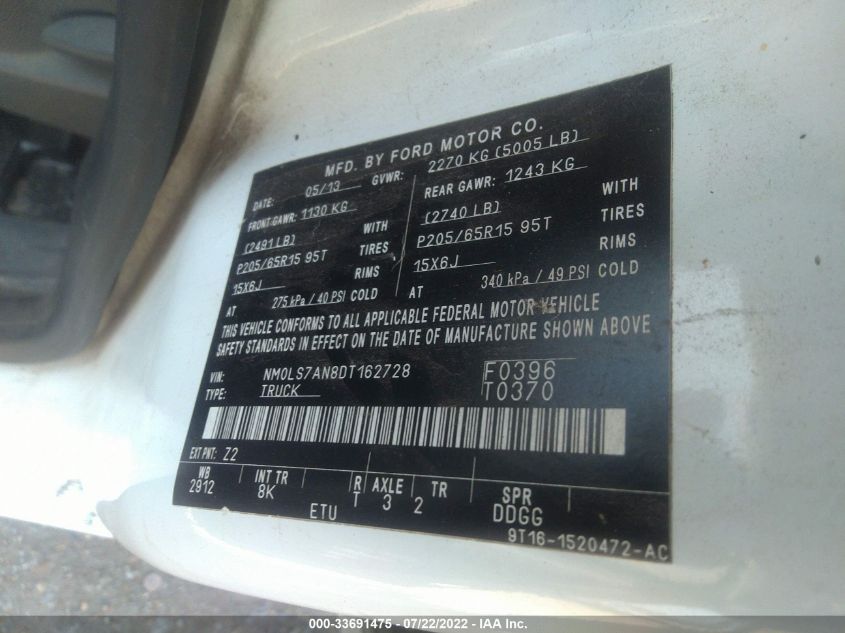 MFD. BY FORD MOTOR CO.
DATE: 05/13 GVWR: 2270 KG (5005 LB)
FRONT GAWR: 1130 KG REAR GAWR: 1243 KG
(2491 LB) WITH (2740 LB) WITH
P205/65R15 95T TIRES P205/65R15 95T TIRES
15X6J RIMS 15X6J RIMS
AT 275 kPa / 40 PSI COLD AT 340 kPa / 49 PSI COLD
THIS VEHICLE CONFORMS TO ALL APPLICABLE FEDERAL MOTOR VEHICLE
SAFETY STANDARDS IN EFFECT ON THE DATE OF MANUFACTURE SHOWN ABOVE
VIN: NM0LS7AN8DT162728 F0396
TYPE: TRUCK T0370
EXT PNT: Z2
WB INT TR R AXLE TR SPR
2912 8K T 3 2 DDGG
ETU
9T16-1520472-AC
000-33691475 - 07/22/2022 - IAA Inc.